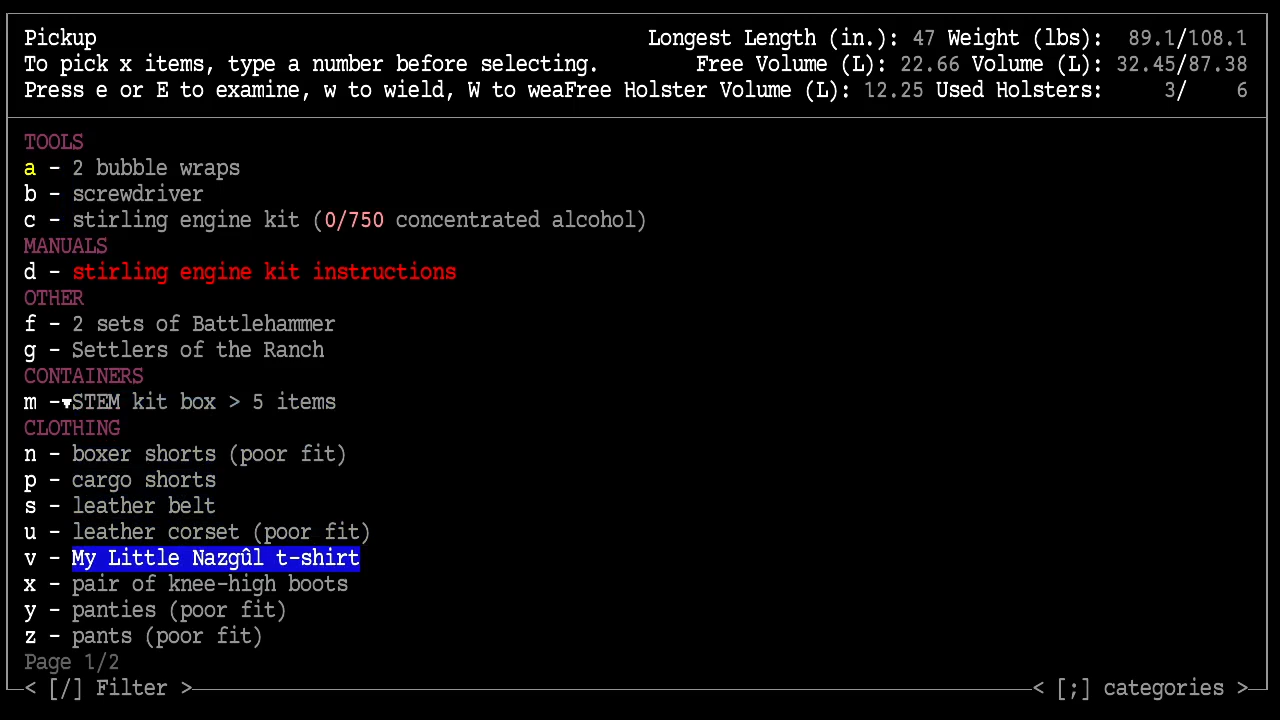 Pickup Longest Length (in.): 47 Weight (lbs): 89.1/108.1
To pick x items, type a number before selecting. Free Volume (L): 22.66 Volume (L): 32.45/87.38
Press e or E to examine, w to wield, W to weaFree Holster Volume (L): 12.25 Used Holsters: 3/ 6
TOOLS
a - 2 bubble wraps
b - screwdriver
c - stirling engine kit (0/750 concentrated alcohol)
MANUALS
d - stirling engine kit instructions
OTHER
f - 2 sets of Battlehammer
g - Settlers of the Ranch
CONTAINERS
m -▾STEM kit box > 5 items
CLOTHING
n - boxer shorts (poor fit)
p - cargo shorts
s - leather belt
u - leather corset (poor fit)
v - My Little Nazgûl t-shirt
x - pair of knee-high boots
y - panties (poor fit)
z - pants (poor fit)
Page 1/2
< [/] Filter > < [;] categories >